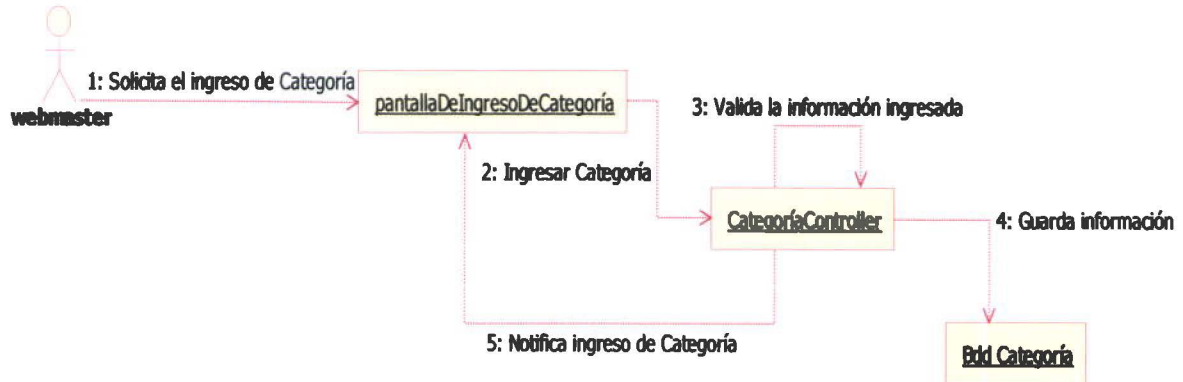 1: Solicita el ingreso de Categoría
webmaster
pantallaDeIngresoDeCategoría
3: Valida la información ingresada
2: Ingresar Categoría
CategoríaController
4: Guarda información
5: Notifica ingreso de Categoría
Bdd Categoría